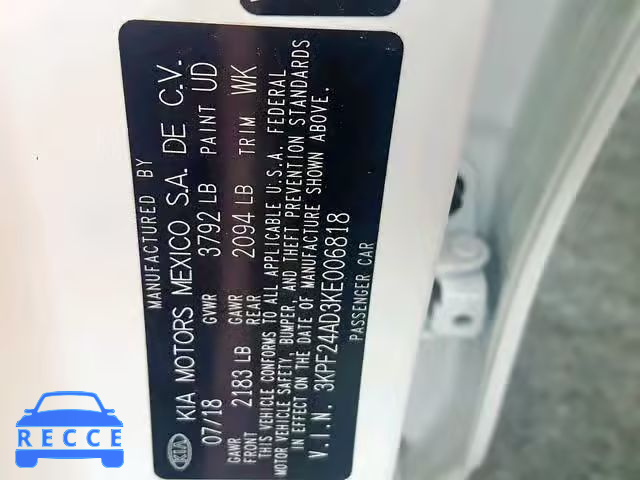 MANUFACTURED BY
KIA KIA MOTORS MEXICO S.A. DE C.V.
07/18 GVWR 3792 LB PAINT UD
GAWR FRONT 2183 LB GAWR REAR 2094 LB TRIM WK
THIS VEHICLE CONFORMS TO ALL APPLICABLE U.S.A. FEDERAL
MOTOR VEHICLE SAFETY, BUMPER, AND THEFT PREVENTION STANDARDS
IN EFFECT ON THE DATE OF MANUFACTURE SHOWN ABOVE.
V.I.N. 3KPF24AD3KE006818
PASSENGER CAR
RECCE